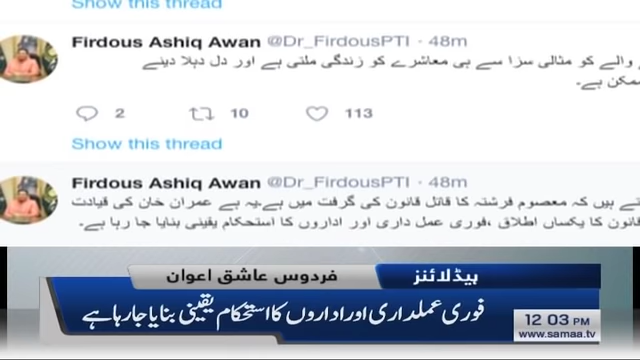 Show this thread
Firdous Ashiq Awan @Dr_FirdousPTI · 48m
والے کو مثالی سزا سے ہی معاشرے کو زندگی ملنی ہے اور دل دہلا دینے
ممکن ہے۔
2 10 113
Show this thread
Firdous Ashiq Awan @Dr_FirdousPTI · 48m
ہیں کہ معصوم فرشتہ کا قاتل قانون کی گرفت میں ہے۔یہ ہے عمران خان کی قیادت
قانون کا یکساں اطلاق ،فوری عمل داری اور اداروں کا استحکام یقینی بنایا جا رہا ہے۔
ہیڈلائنز
فردوس عاشق اعوان
فوری عملداری اور اداروں کا استحکام یقینی بنایا جارہا ہے
12 03 PM
www.samaa.tv